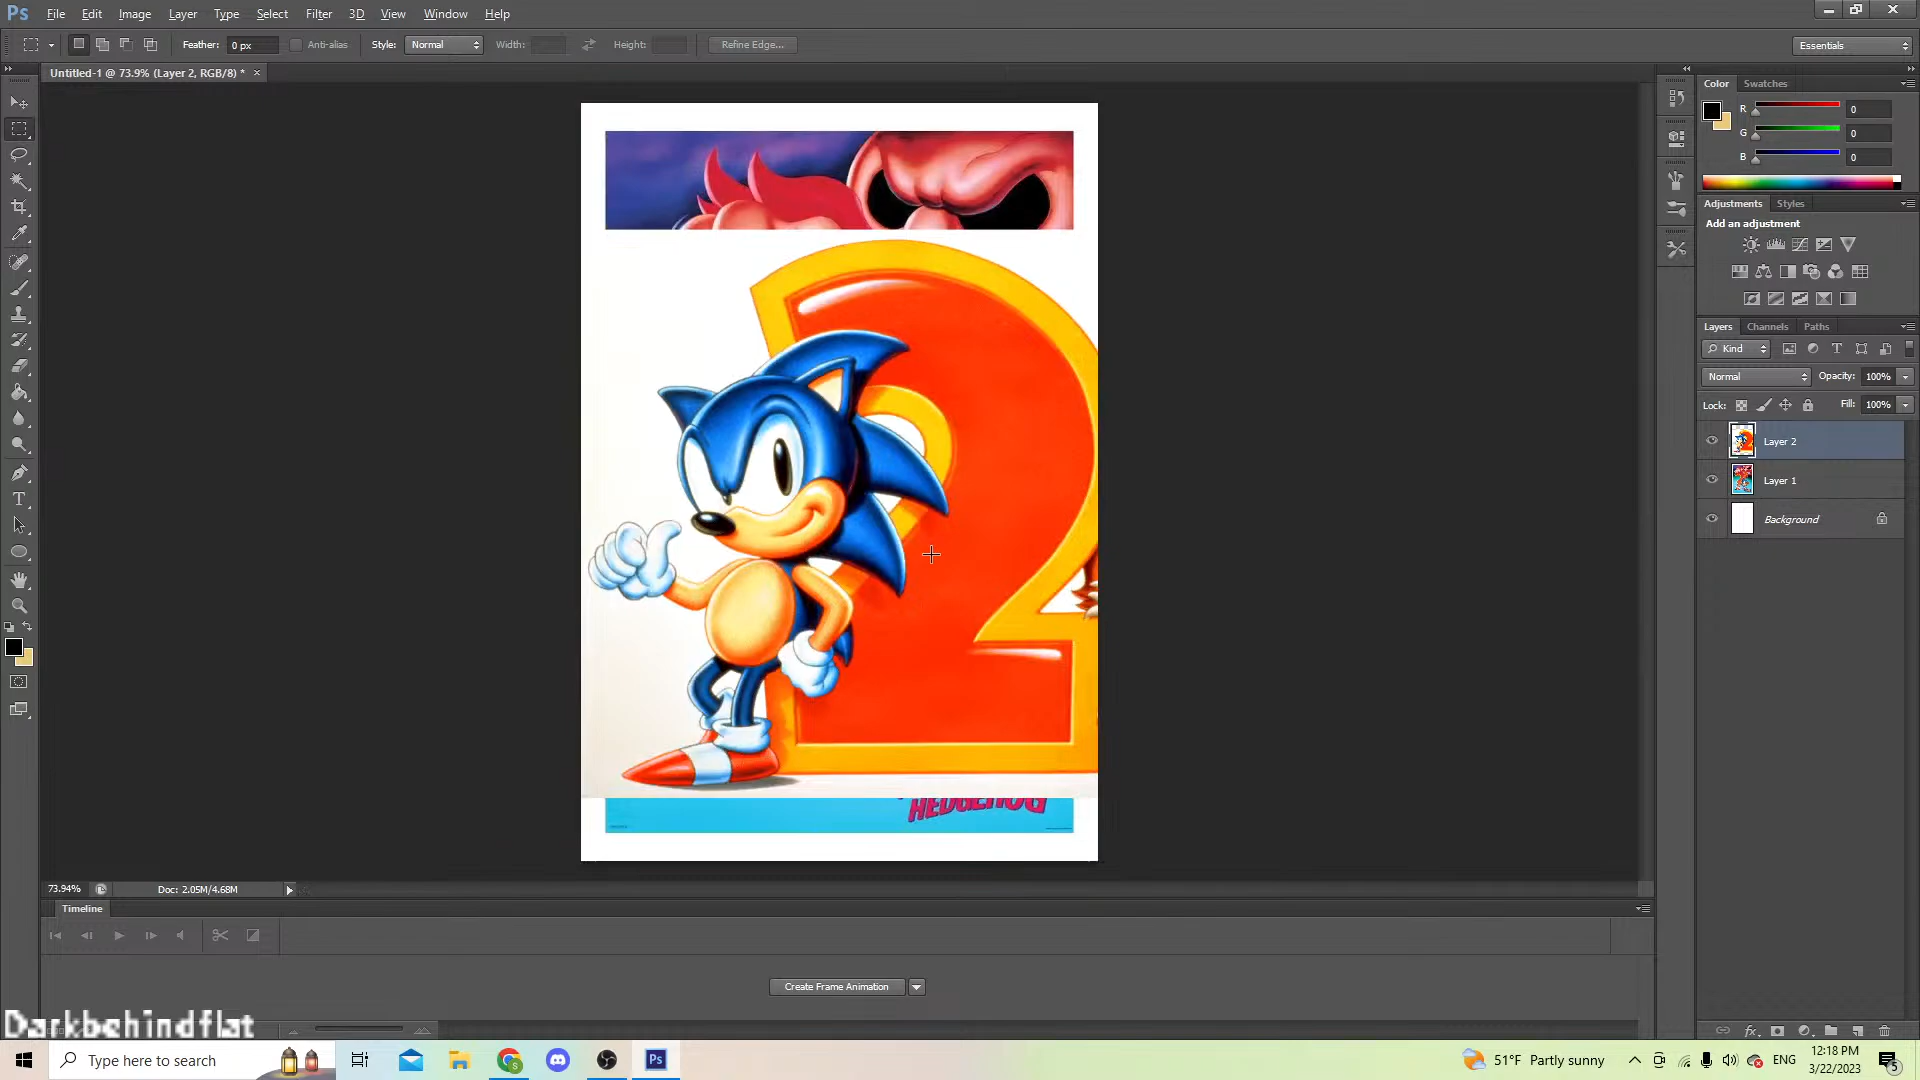 Ps File Edit Image Layer Type Select Filter 3D View Window Help
Feather: 0 px Anti-alias Style: Normal Width: Height: Refine Edge... Essentials
Untitled-1 @ 73.9% (Layer 2, RGB/8) * ×
Color Swatches
R 0
G 0
B 0
Adjustments Styles
Add an adjustment
Layers Channels Paths
Kind
Normal Opacity: 100%
Lock: Fill: 100%
Layer 2
Layer 1
Background
2
HEDGEHOG
73.94% Doc: 2.05M/4.68M
Timeline
Create Frame Animation
Darkbehindflat
Type here to search
Ps
51°F Partly sunny
ENG
12:18 PM
3/22/2023
5